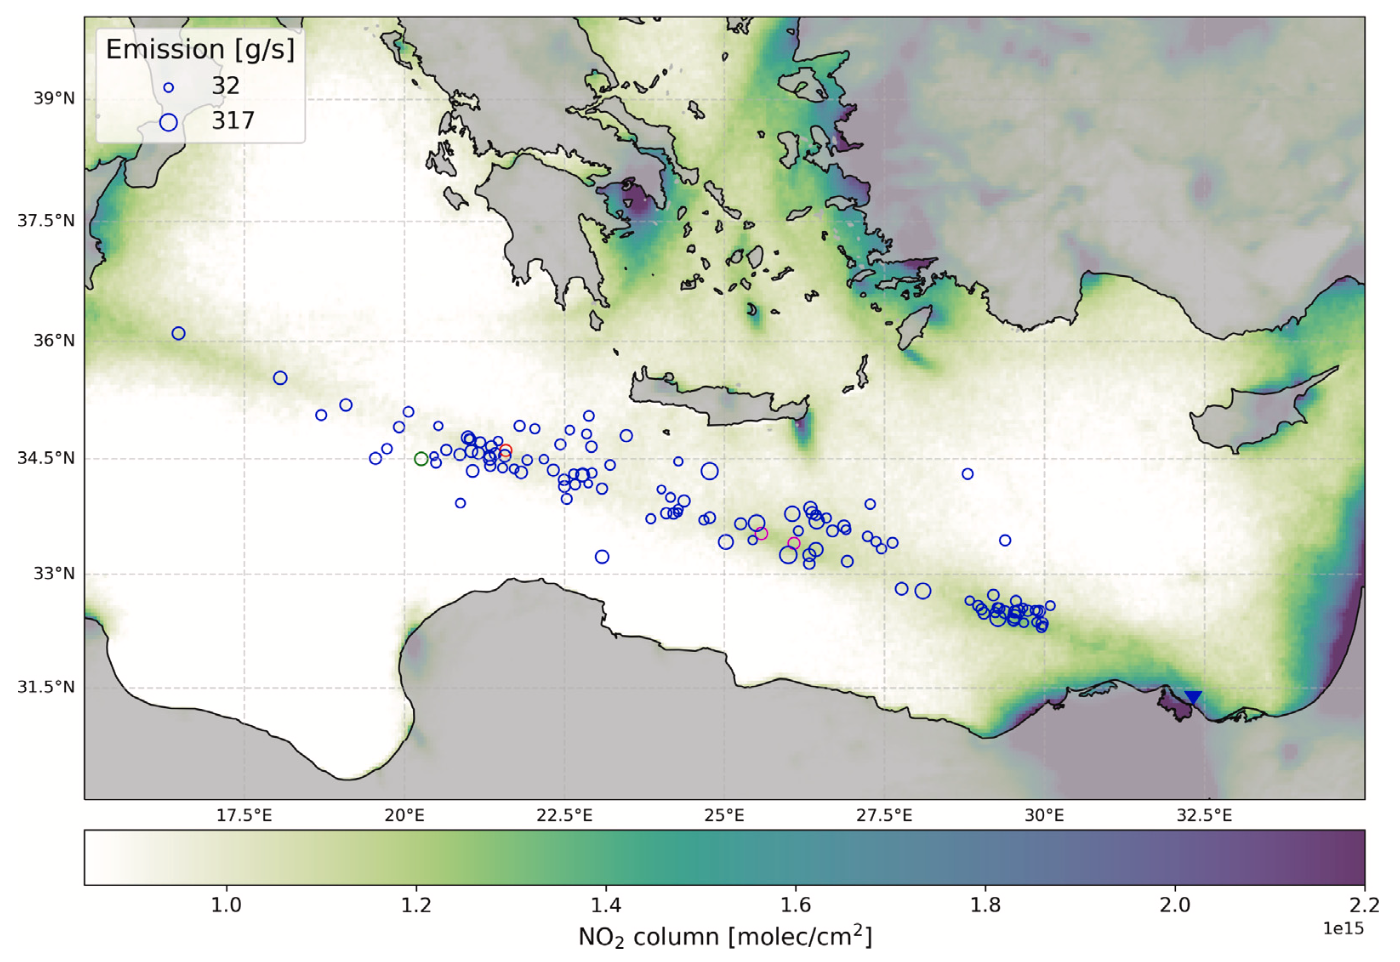 Emission [g/s]
32
317
39°N
37.5°N
36°N
34.5°N
33°N
31.5°N
17.5°E 20°E 22.5°E 25°E 27.5°E 30°E 32.5°E
1.0 1.2 1.4 1.6 1.8 2.0 2.2
1e15
NO₂ column [molec/cm²]